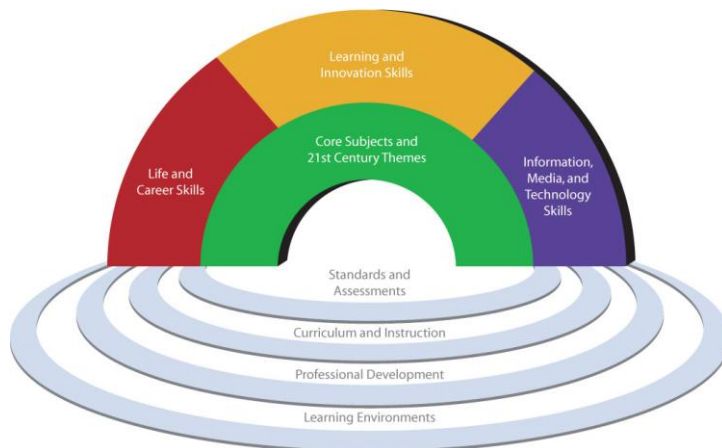 Learning and
Innovation Skills
Core Subjects and
21st Century Themes
Life and
Career Skills
Information,
Media, and
Technology
Skills
Standards and
Assessments
Curriculum and Instruction
Professional Development
Learning Environments